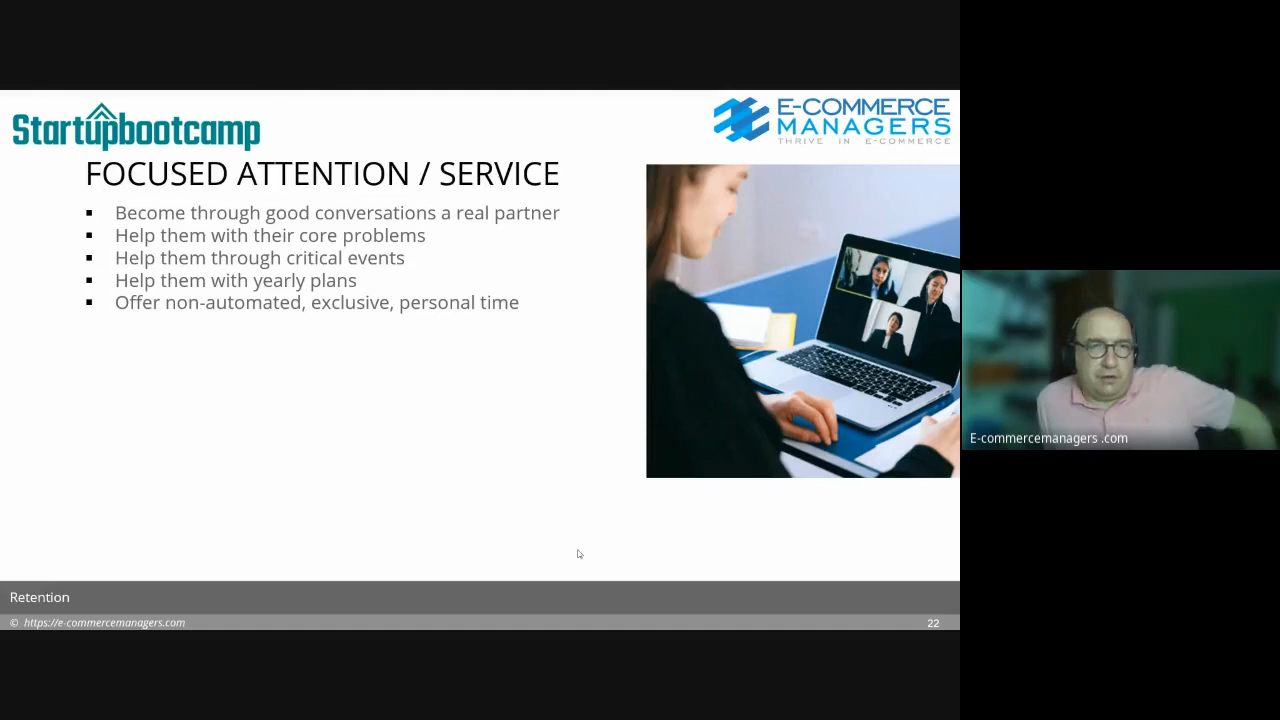 Startupbootcamp
E-COMMERCE
MANAGERS
THRIVE IN E-COMMERCE
FOCUSED ATTENTION / SERVICE
▪ Become through good conversations a real partner
▪ Help them with their core problems
▪ Help them through critical events
▪ Help them with yearly plans
▪ Offer non-automated, exclusive, personal time
E-commercemanagers .com
Retention
© https://e-commercemanagers.com
22